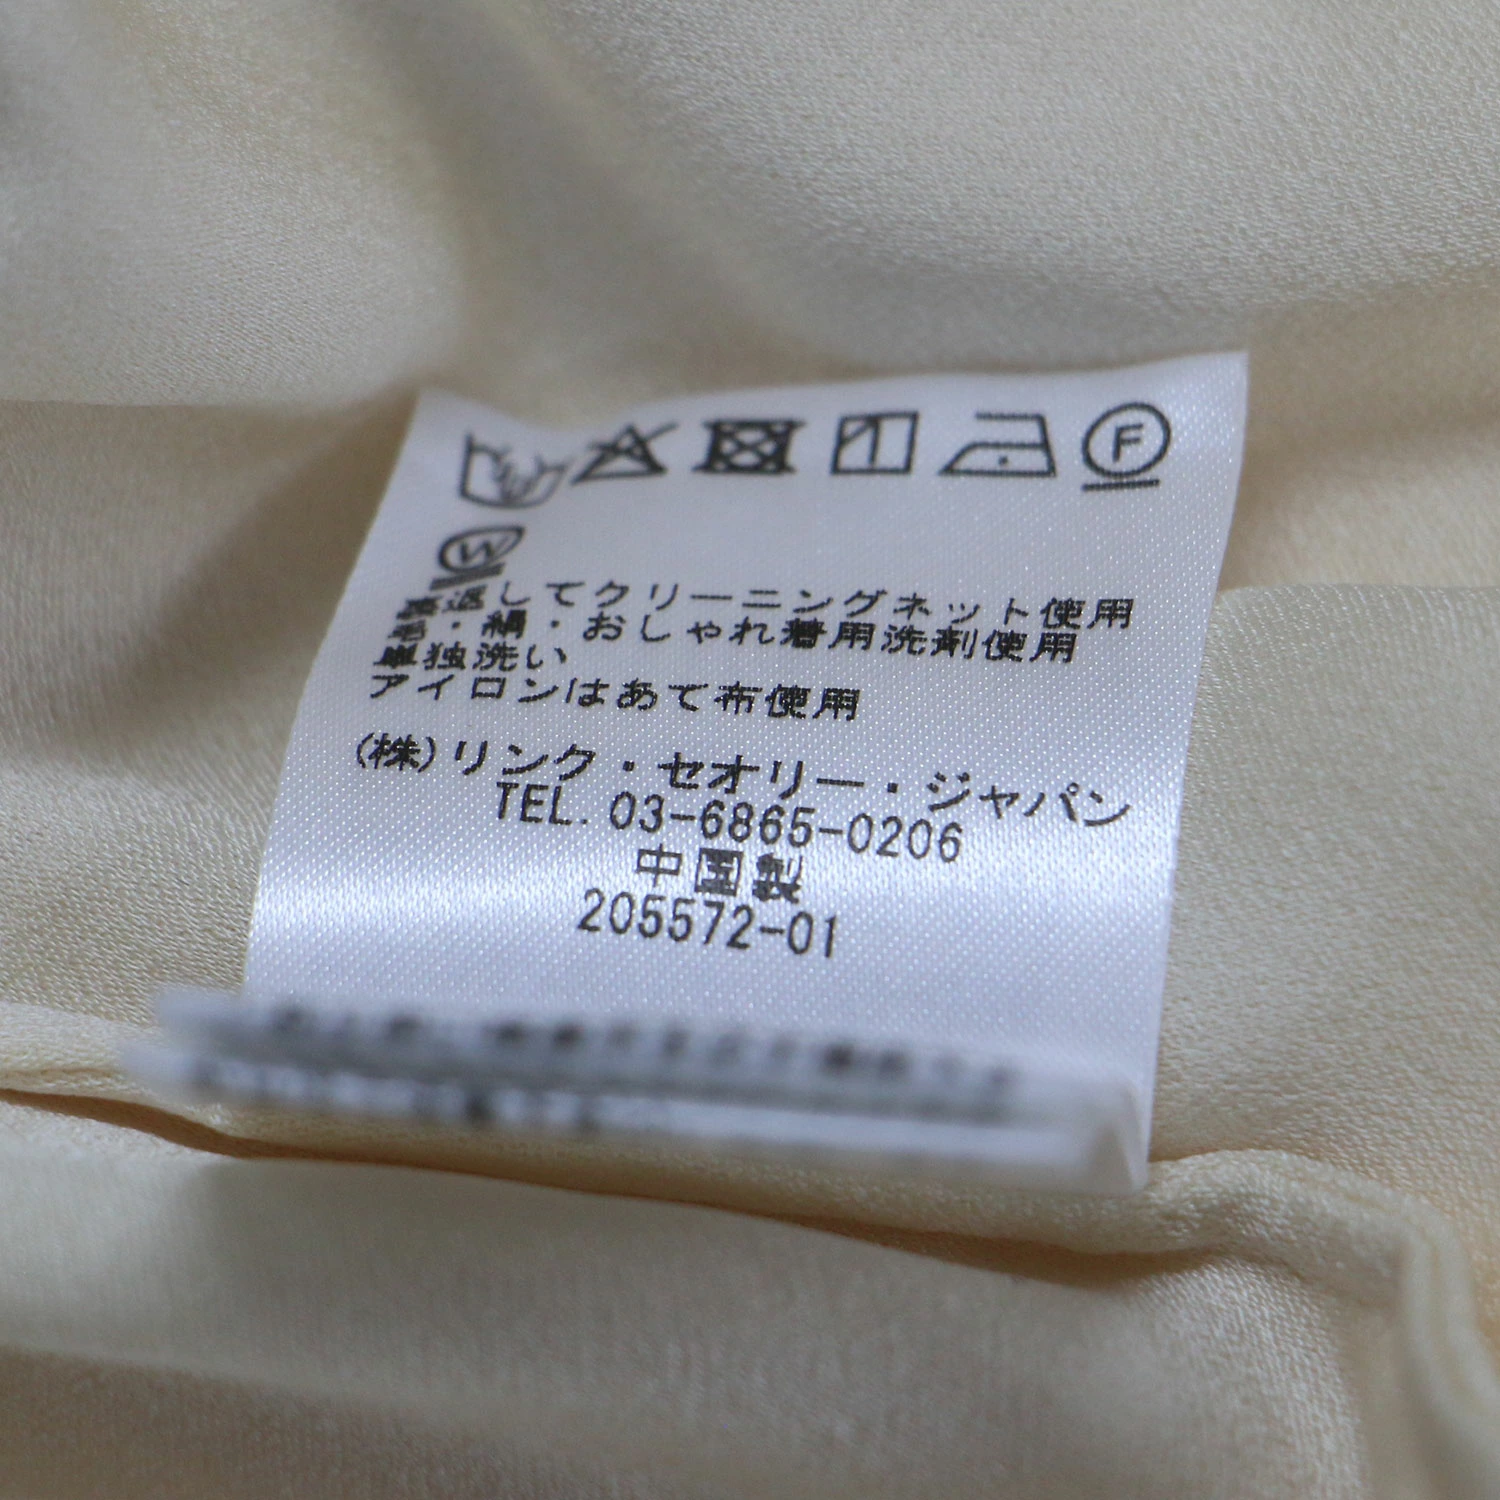 F
W
裏返してクリーニングネット使用
毛・絹・おしゃれ着用洗剤使用
単独洗い
アイロンはあて布使用
(株)リンク・セオリー・ジャパン
TEL. 03-6865-0206
中国製
205572-01